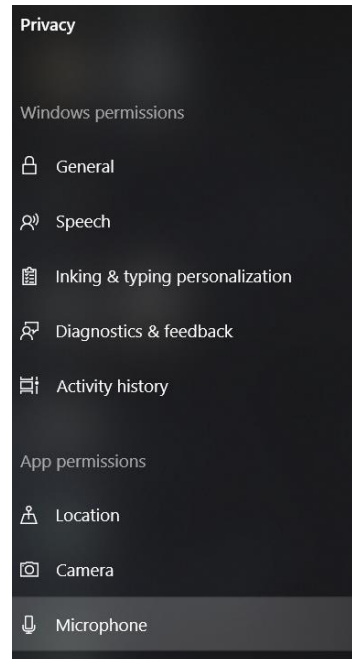 Privacy
Windows permissions
General
Speech
Inking & typing personalization
Diagnostics & feedback
Activity history
App permissions
Location
Camera
Microphone